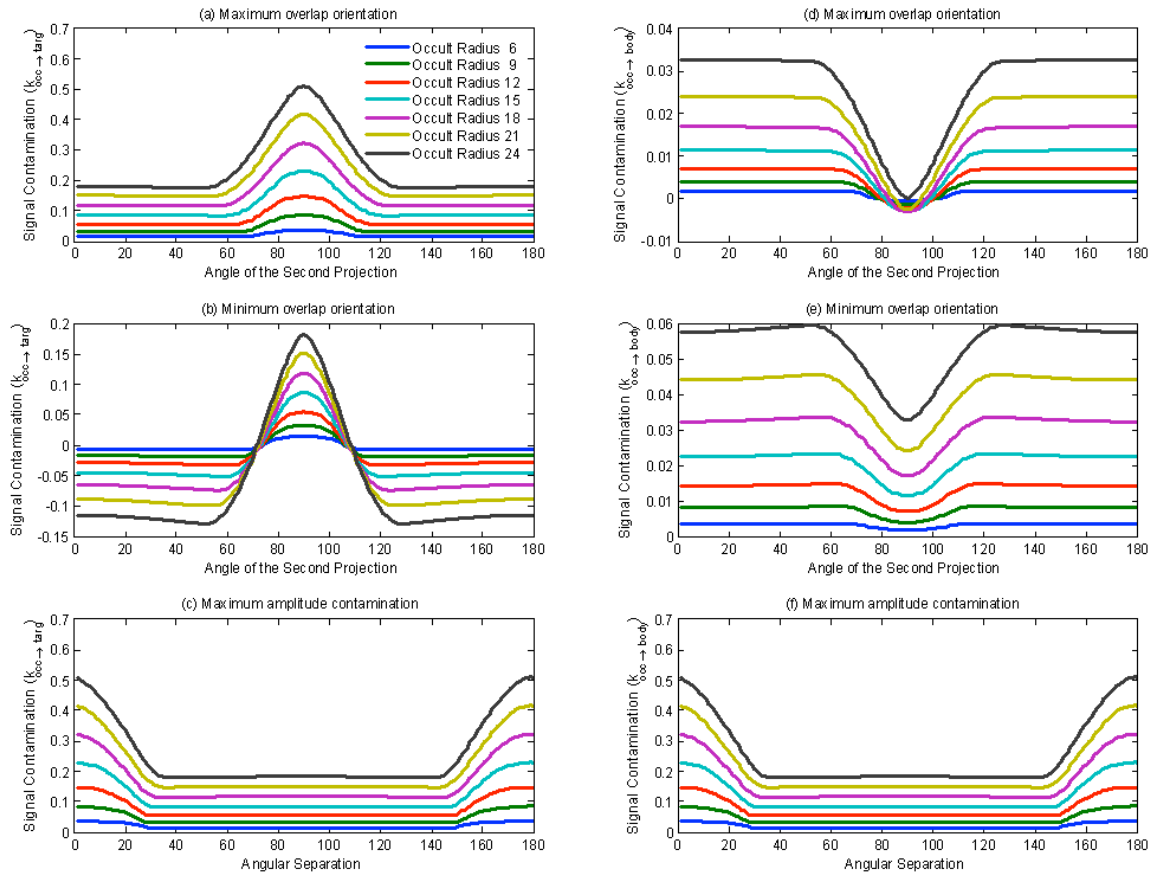 (a) Maximum overlap orientation
0.7
0.6
0.5
0.4
0.3
0.2
0.1
0
Signal Contamination (k occ → targ)
Occult Radius 6
Occult Radius 9
Occult Radius 12
Occult Radius 15
Occult Radius 18
Occult Radius 21
Occult Radius 24
0 20 40 60 80 100 120 140 160 180
Angle of the Second Projection
(b) Minimum overlap orientation
0.2
0.15
0.1
0.05
0
-0.05
-0.1
-0.15
Signal Contamination (k occ → targ)
0 20 40 60 80 100 120 140 160 180
Angle of the Second Projection
(c) Maximum amplitude contamination
0.7
0.6
0.5
0.4
0.3
0.2
0.1
0
Signal Contamination (k occ → targ)
0 20 40 60 80 100 120 140 160 180
Angular Separation
(d) Maximum overlap orientation
0.04
0.03
0.02
0.01
0
-0.01
Signal Contamination (k occ → body)
0 20 40 60 80 100 120 140 160 180
Angle of the Second Projection
(e) Minimum overlap orientation
0.06
0.05
0.04
0.03
0.02
0.01
0
Signal Contamination (k occ → body)
0 20 40 60 80 100 120 140 160 180
Angle of the Second Projection
(f) Maximum amplitude contamination
0.7
0.6
0.5
0.4
0.3
0.2
0.1
0
Signal Contamination (k occ → body)
0 20 40 60 80 100 120 140 160 180
Angular Separation